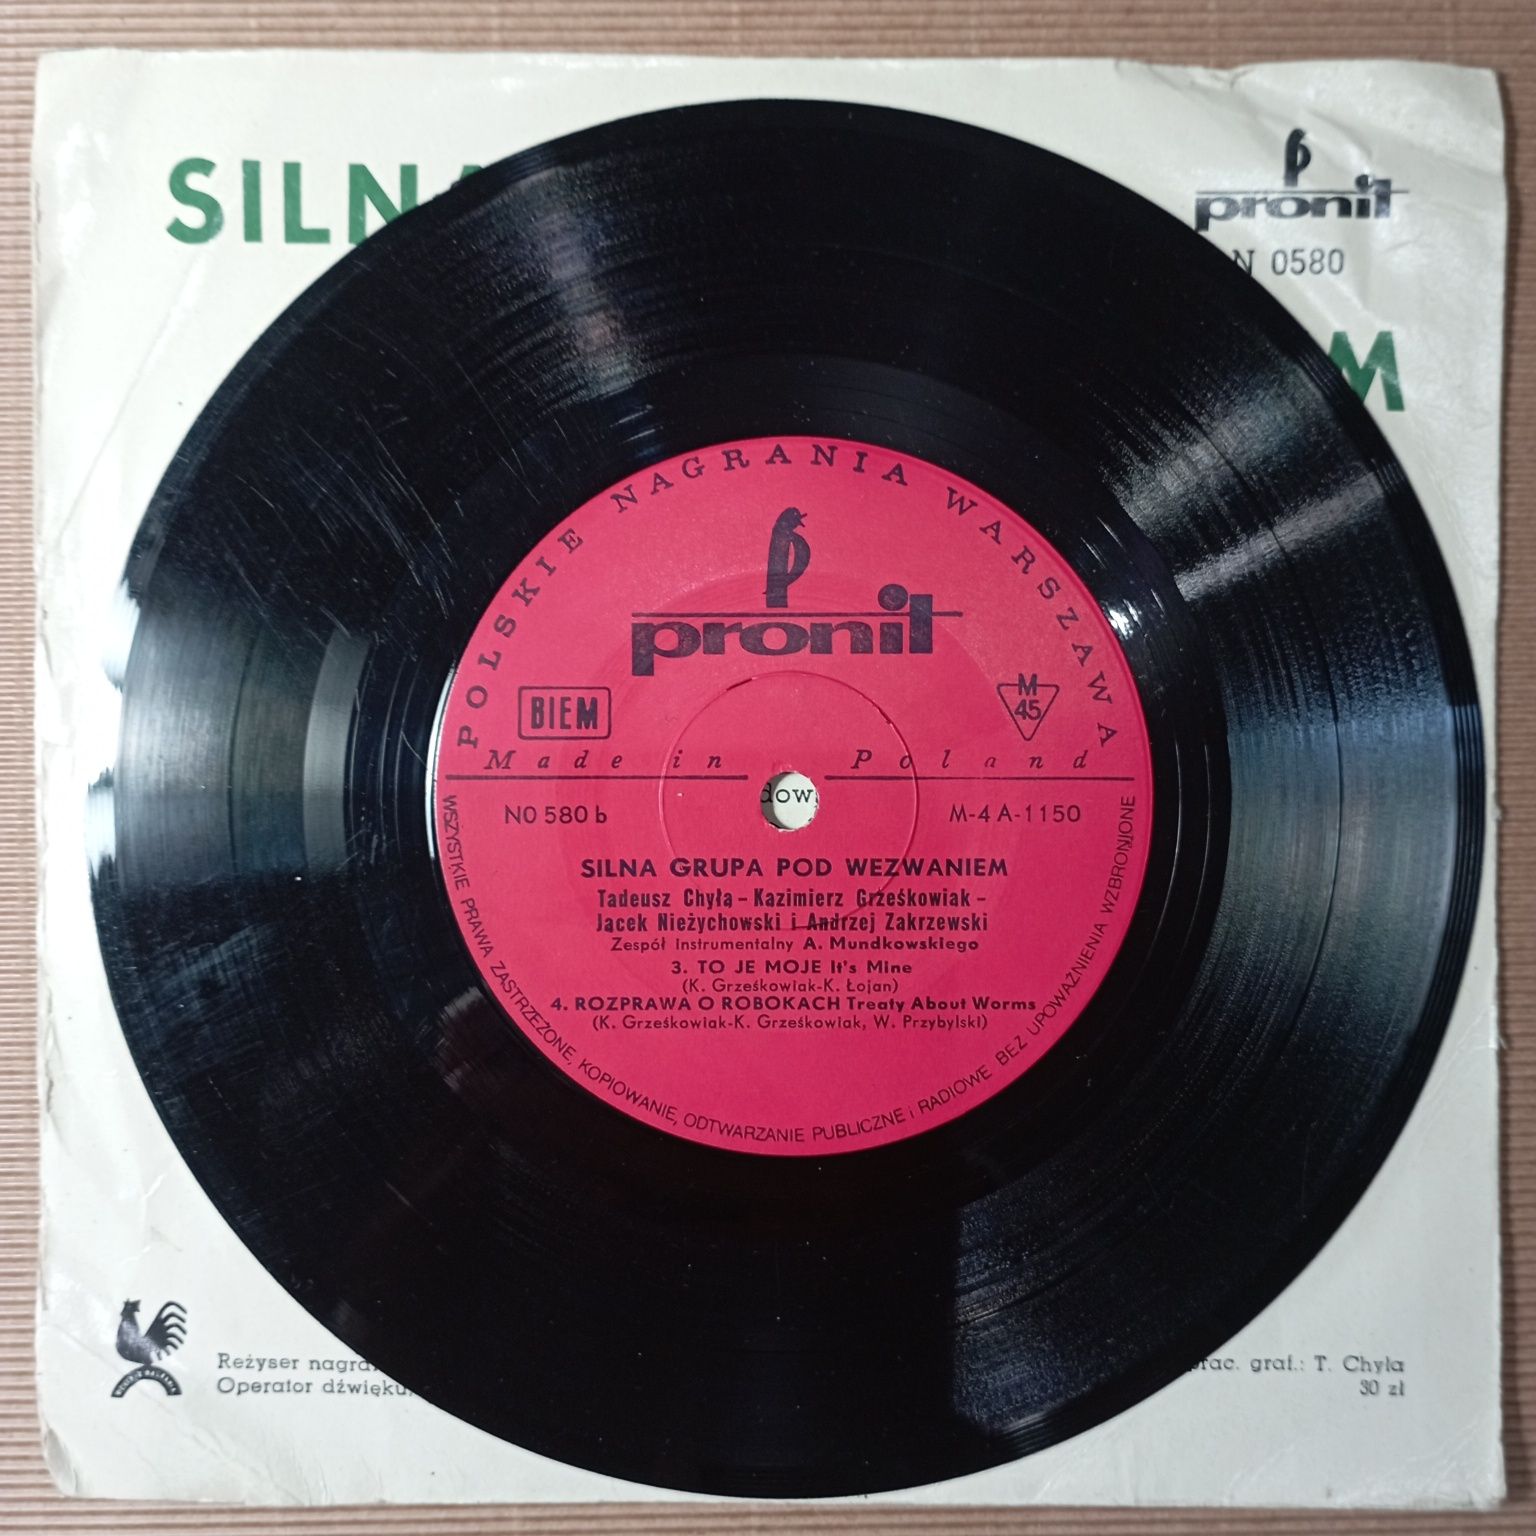 SILNA
pronit
N 0580
M
POLSKIE NAGRANIA WARSZAWA
pronit
BIEM
M
45
Made in Poland
dow
N0 580 b
M-4 A-1150
SILNA GRUPA POD WEZWANIEM
Tadeusz Chyłą – Kazimierz Grześkowiak –
Jacek Nieżychowski i Andrzej Zakrzewski
Zespół Instrumentalny A. Mundkowskiego
3. TO JE MOJE It's Mine
(K. Grześkowiak-K. Łojan)
4. ROZPRAWA O ROBOKACH Treaty About Worms
(K. Grześkowiak-K. Grześkowiak, W. Przybylski)
WSZYSTKIE PRAWA ZASTRZEŻONE, KOPIOWANIE, ODTWARZANIE PUBLICZNE i RADIOWE BEZ UPOWAŻNIENIA WZBRONIONE
Reżyser nagra
prac. graf.: T. Chyła
Operator dźwięku:
30 zł